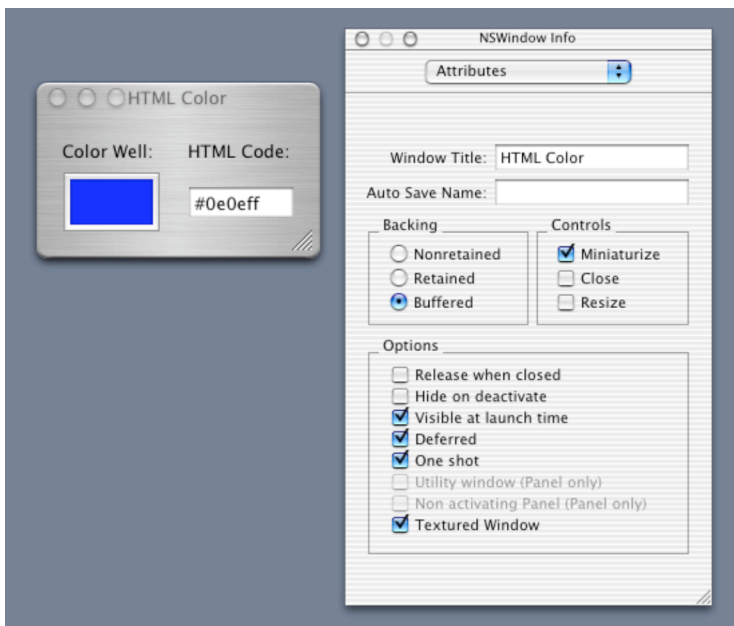 HTML Color
Color Well:
HTML Code:
#0e0eff
NSWindow Info
Attributes
Window Title: HTML Color
Auto Save Name:
Backing
Nonretained
Retained
Buffered
Controls
Miniaturize
Close
Resize
Options
Release when closed
Hide on deactivate
Visible at launch time
Deferred
One shot
Utility window (Panel only)
Non activating Panel (Panel only)
Textured Window